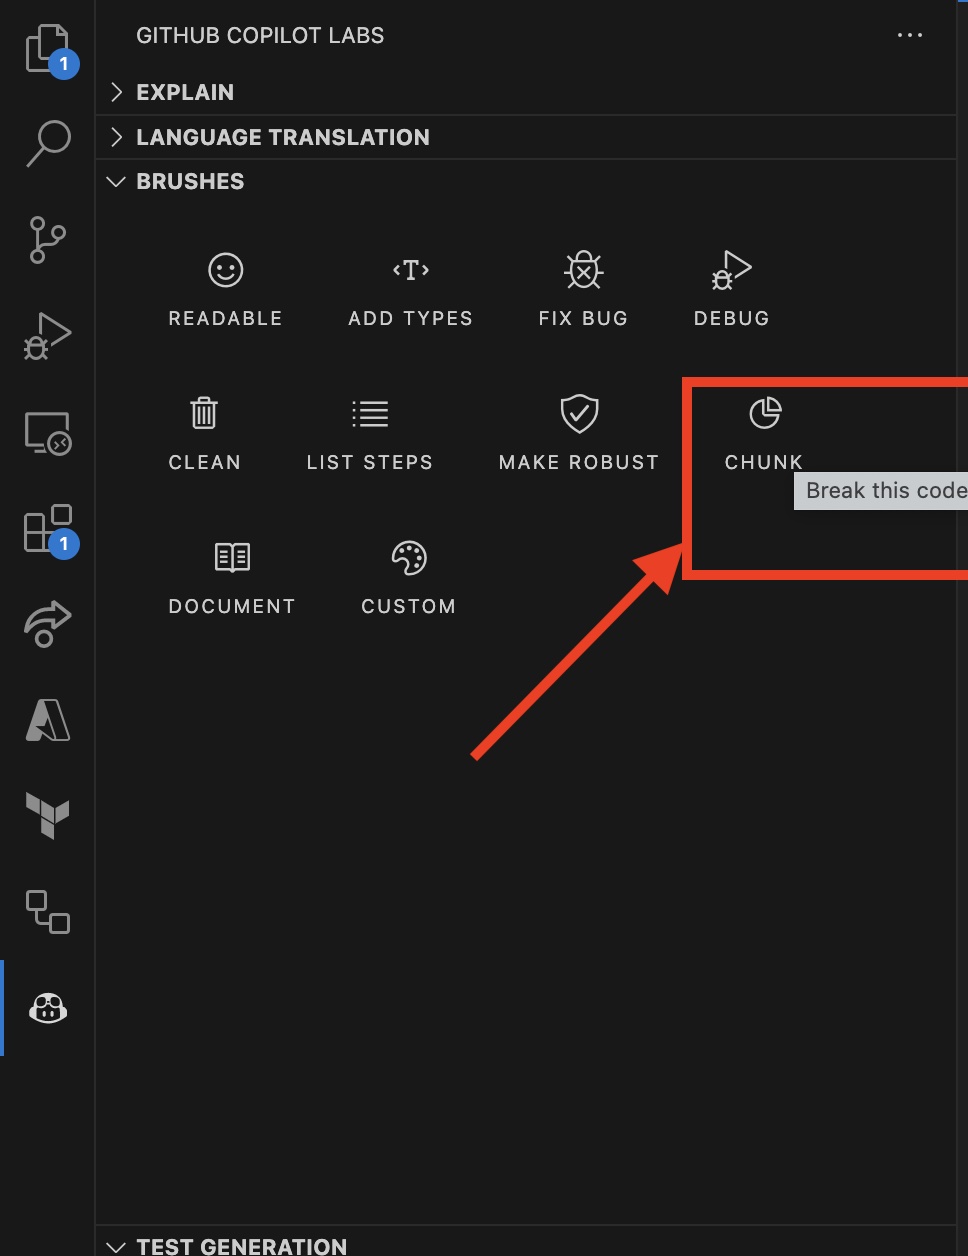 GITHUB COPILOT LABS
1
EXPLAIN
LANGUAGE TRANSLATION
BRUSHES
READABLE
<T>
ADD TYPES
FIX BUG
DEBUG
CLEAN
LIST STEPS
MAKE ROBUST
CHUNK
Break this code
1
DOCUMENT
CUSTOM
TEST GENERATION